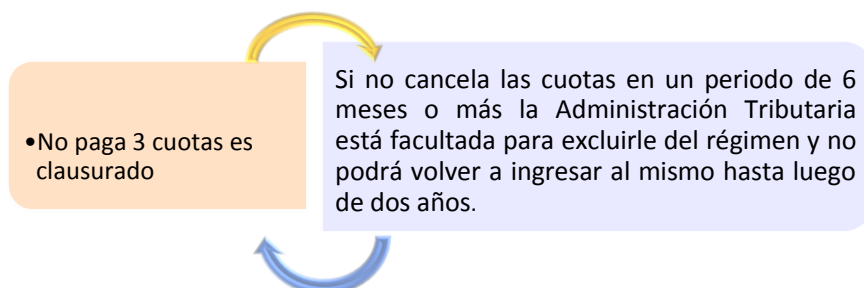 •No paga 3 cuotas es
clausurado
Si no cancela las cuotas en un periodo de 6
meses o más la Administración Tributaria
está facultada para excluirle del régimen y no
podrá volver a ingresar al mismo hasta luego
de dos años.